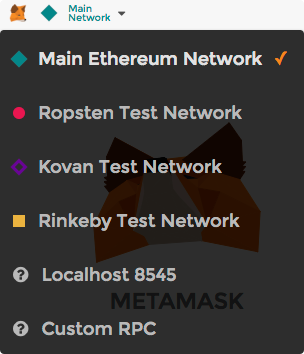 Main
Network
Main Ethereum Network
Ropsten Test Network
Kovan Test Network
Rinkeby Test Network
Localhost 8545
METAMASK
Custom RPC